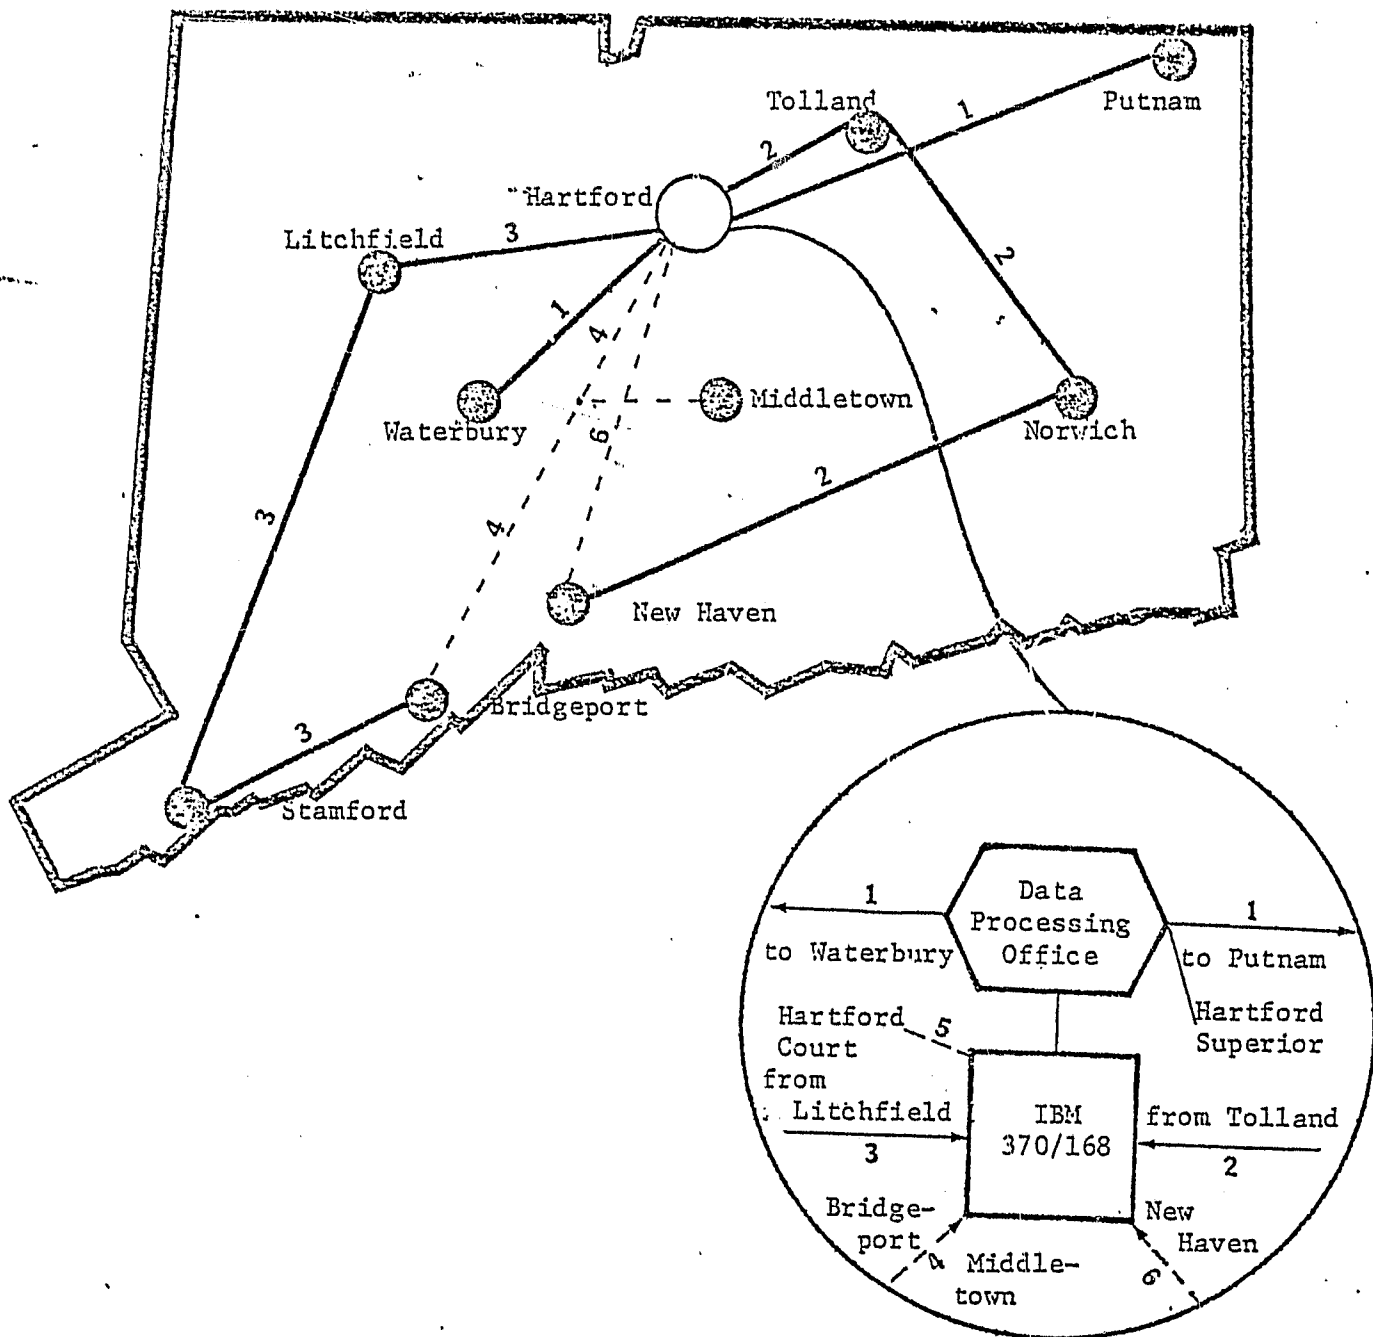 Tolland
1
Putnam
2
Hartford
Litchfield
3
2
1
4
Middletown
Waterbury
6
Norwich
2
3
4
New Haven
Bridgeport
3
Stamford
Data
Processing
Office
1
1
to Waterbury
to Putnam
Hartford
Court
5
Hartford
Superior
from
Litchfield
3
IBM
370/168
from Tolland
2
Bridge-
port
4
Middle-
town
New
Haven
6